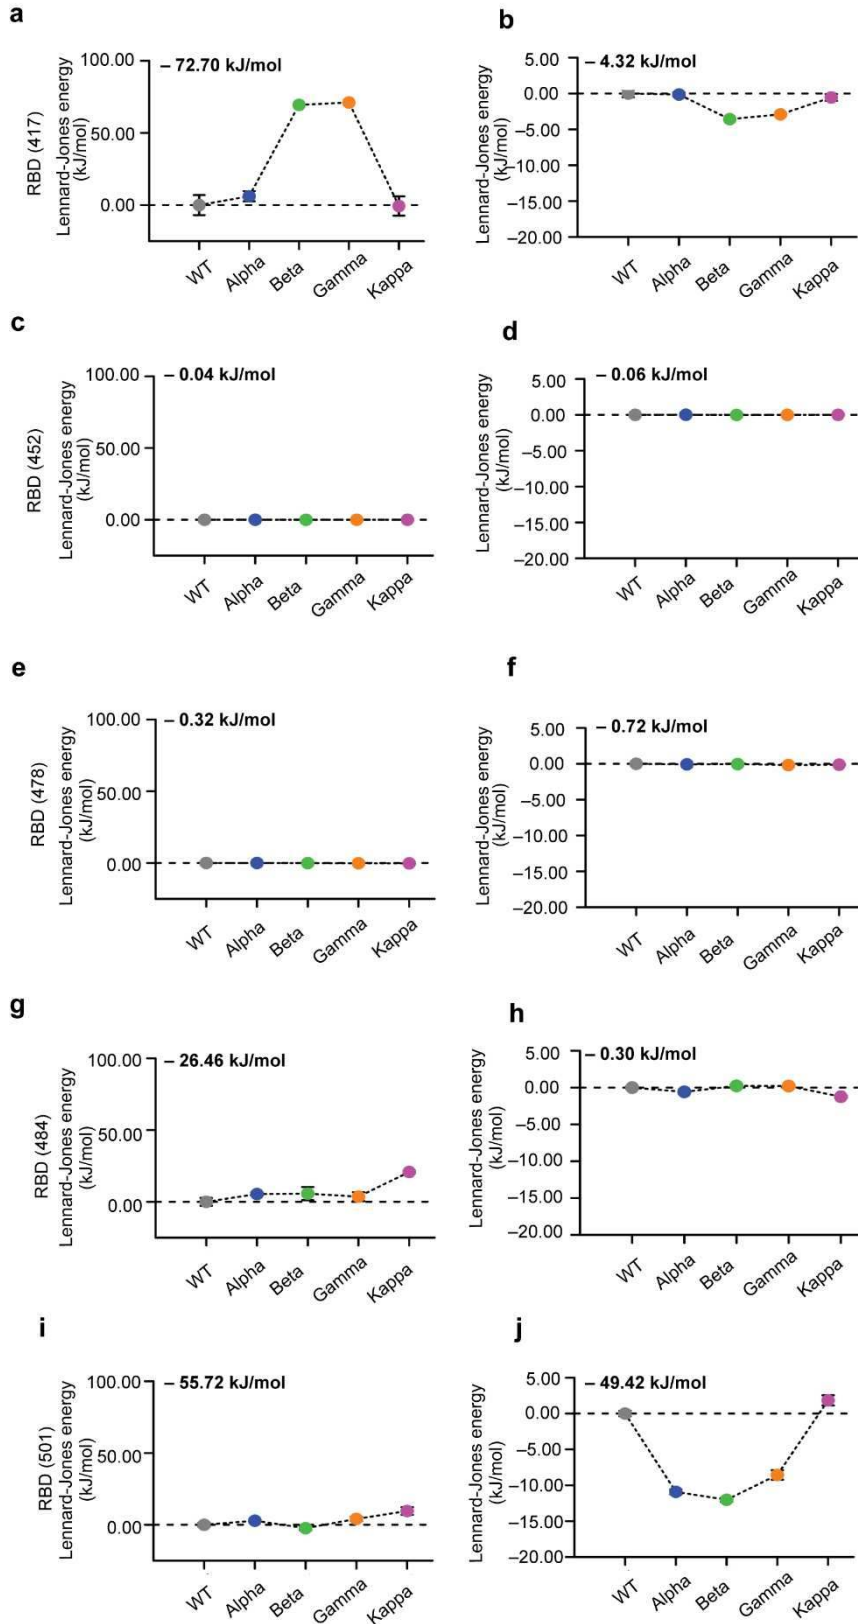 a
– 72.70 kJ/mol
RBD (417)
Lennard-Jones energy
(kJ/mol)
100.00
50.00
0.00
WT
Alpha
Beta
Gamma
Kappa
b
– 4.32 kJ/mol
Lennard-Jones energy
(kJ/mol)
5.00
0.00
–5.00
–10.00
–15.00
–20.00
WT
Alpha
Beta
Gamma
Kappa
c
– 0.04 kJ/mol
RBD (452)
Lennard-Jones energy
(kJ/mol)
100.00
50.00
0.00
WT
Alpha
Beta
Gamma
Kappa
d
– 0.06 kJ/mol
Lennard-Jones energy
(kJ/mol)
5.00
0.00
–5.00
–10.00
–15.00
–20.00
WT
Alpha
Beta
Gamma
Kappa
e
– 0.32 kJ/mol
RBD (478)
Lennard-Jones energy
(kJ/mol)
100.00
50.00
0.00
WT
Alpha
Beta
Gamma
Kappa
f
– 0.72 kJ/mol
Lennard-Jones energy
(kJ/mol)
5.00
0.00
–5.00
–10.00
–15.00
–20.00
WT
Alpha
Beta
Gamma
Kappa
g
– 26.46 kJ/mol
RBD (484)
Lennard-Jones energy
(kJ/mol)
100.00
50.00
0.00
WT
Alpha
Beta
Gamma
Kappa
h
– 0.30 kJ/mol
Lennard-Jones energy
(kJ/mol)
5.00
0.00
–5.00
–10.00
–15.00
–20.00
WT
Alpha
Beta
Gamma
Kappa
i
– 55.72 kJ/mol
RBD (501)
Lennard-Jones energy
(kJ/mol)
100.00
50.00
0.00
WT
Alpha
Beta
Gamma
Kappa
j
– 49.42 kJ/mol
Lennard-Jones energy
(kJ/mol)
5.00
0.00
–5.00
–10.00
–15.00
–20.00
WT
Alpha
Beta
Gamma
Kappa